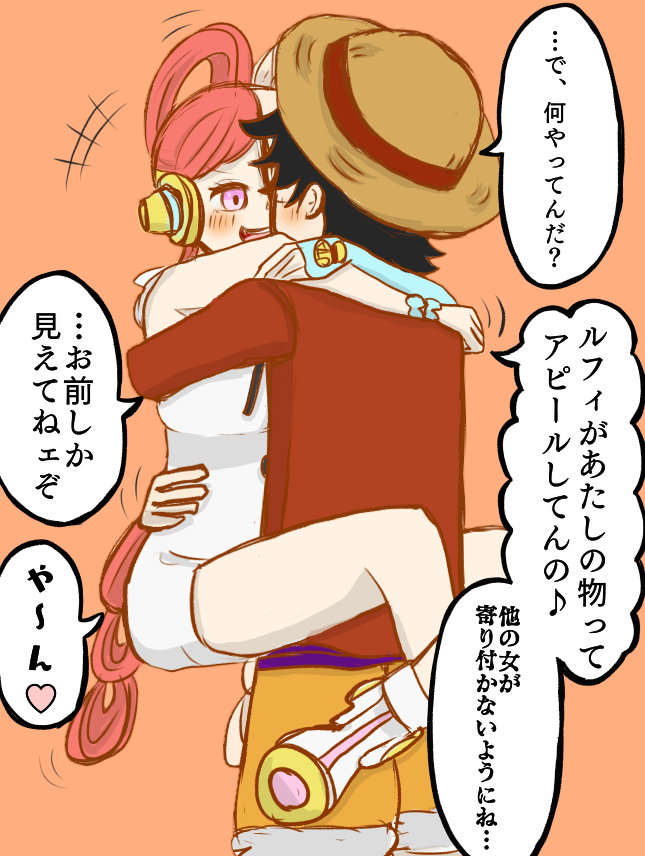 …で、何やってんだ？
ルフィがあたしの物って
アピールしてんの♪
他の女が
寄り付かないようにね…
…お前しか
見えてねェぞ
や～ん♡